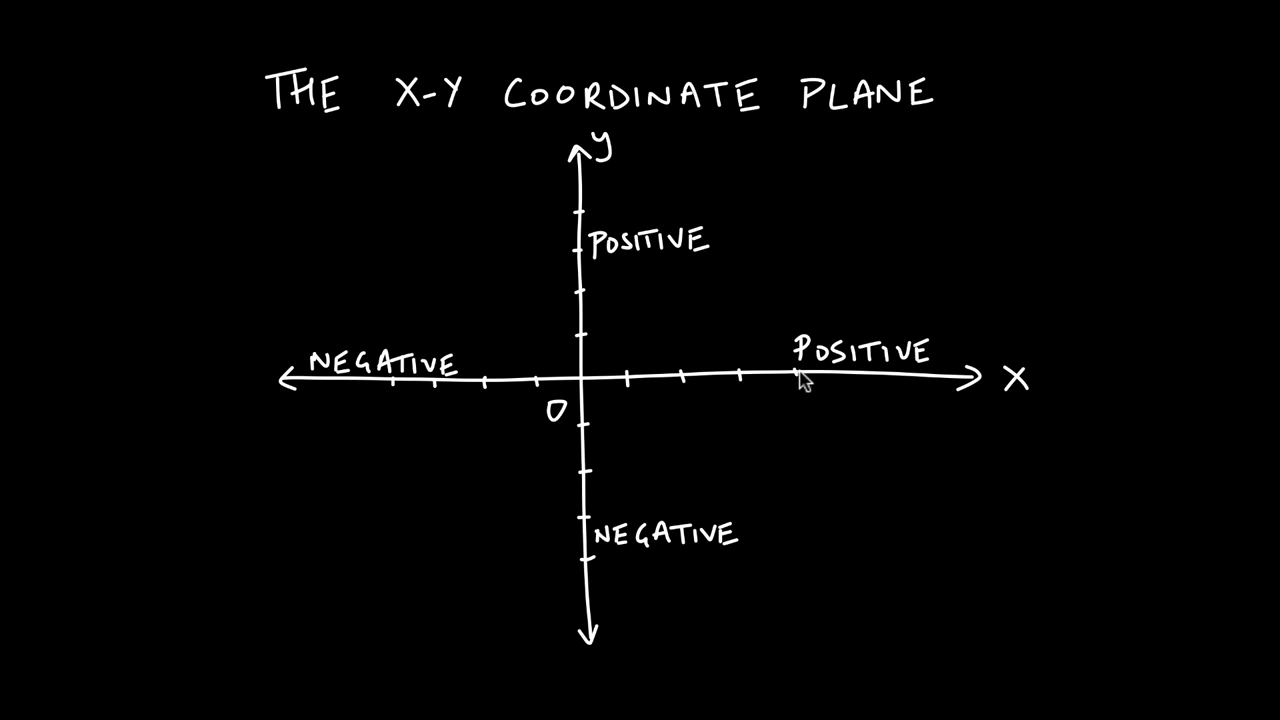 THE X-Y COORDINATE PLANE
y
POSITIVE
NEGATIVE
POSITIVE
X
0
NEGATIVE